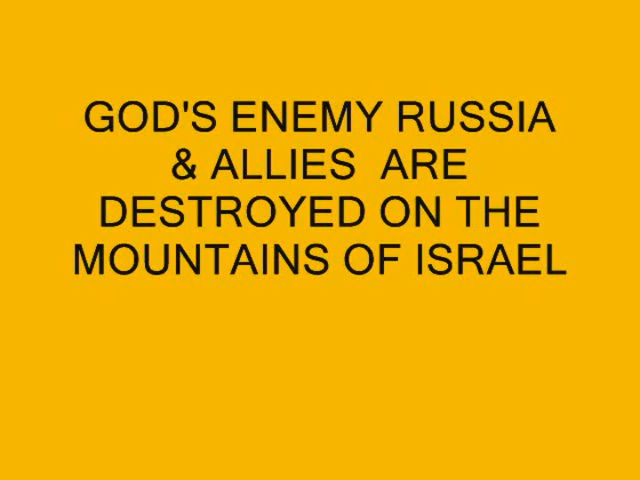 GOD'S ENEMY RUSSIA
& ALLIES  ARE
DESTROYED ON THE
MOUNTAINS OF ISRAEL